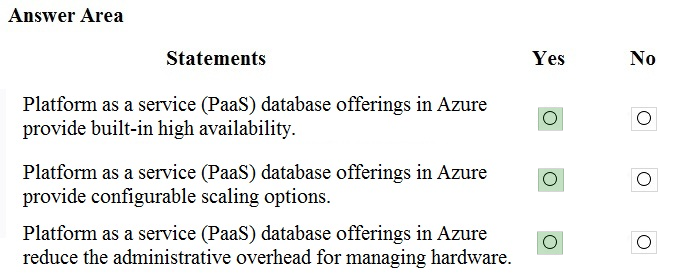 Answer Area
Statements Yes No
Platform as a service (PaaS) database offerings in Azure
provide built-in high availability.
Platform as a service (PaaS) database offerings in Azure
provide configurable scaling options.
Platform as a service (PaaS) database offerings in Azure
reduce the administrative overhead for managing hardware.